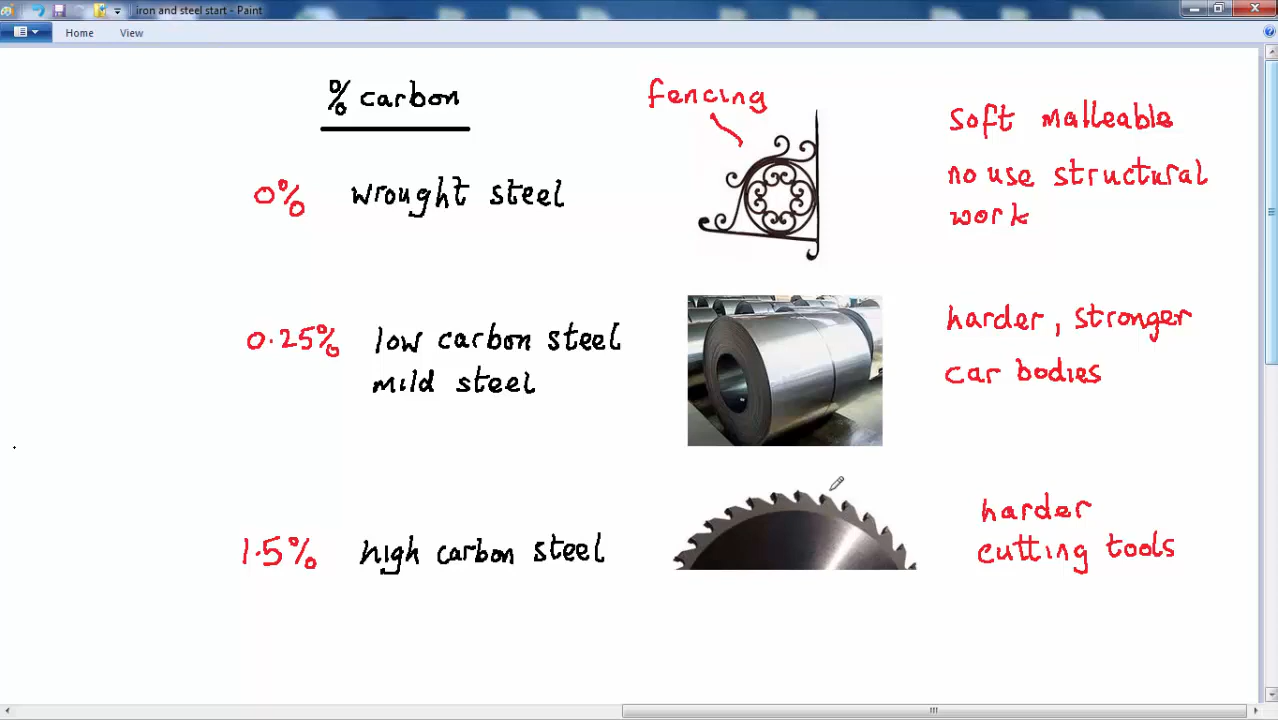 iron and steel start - Paint
Home View
% carbon
fencing
soft malleable
no use structural
work
0% wrought steel
0.25% low carbon steel
mild steel
harder, stronger
car bodies
1.5% high carbon steel
harder
cutting tools